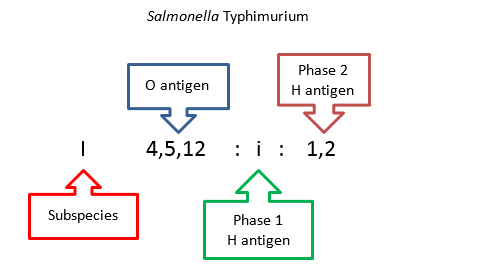 Salmonella Typhimurium
O antigen
Phase 2
H antigen
I 4,5,12 : i : 1,2
Subspecies
Phase 1
H antigen